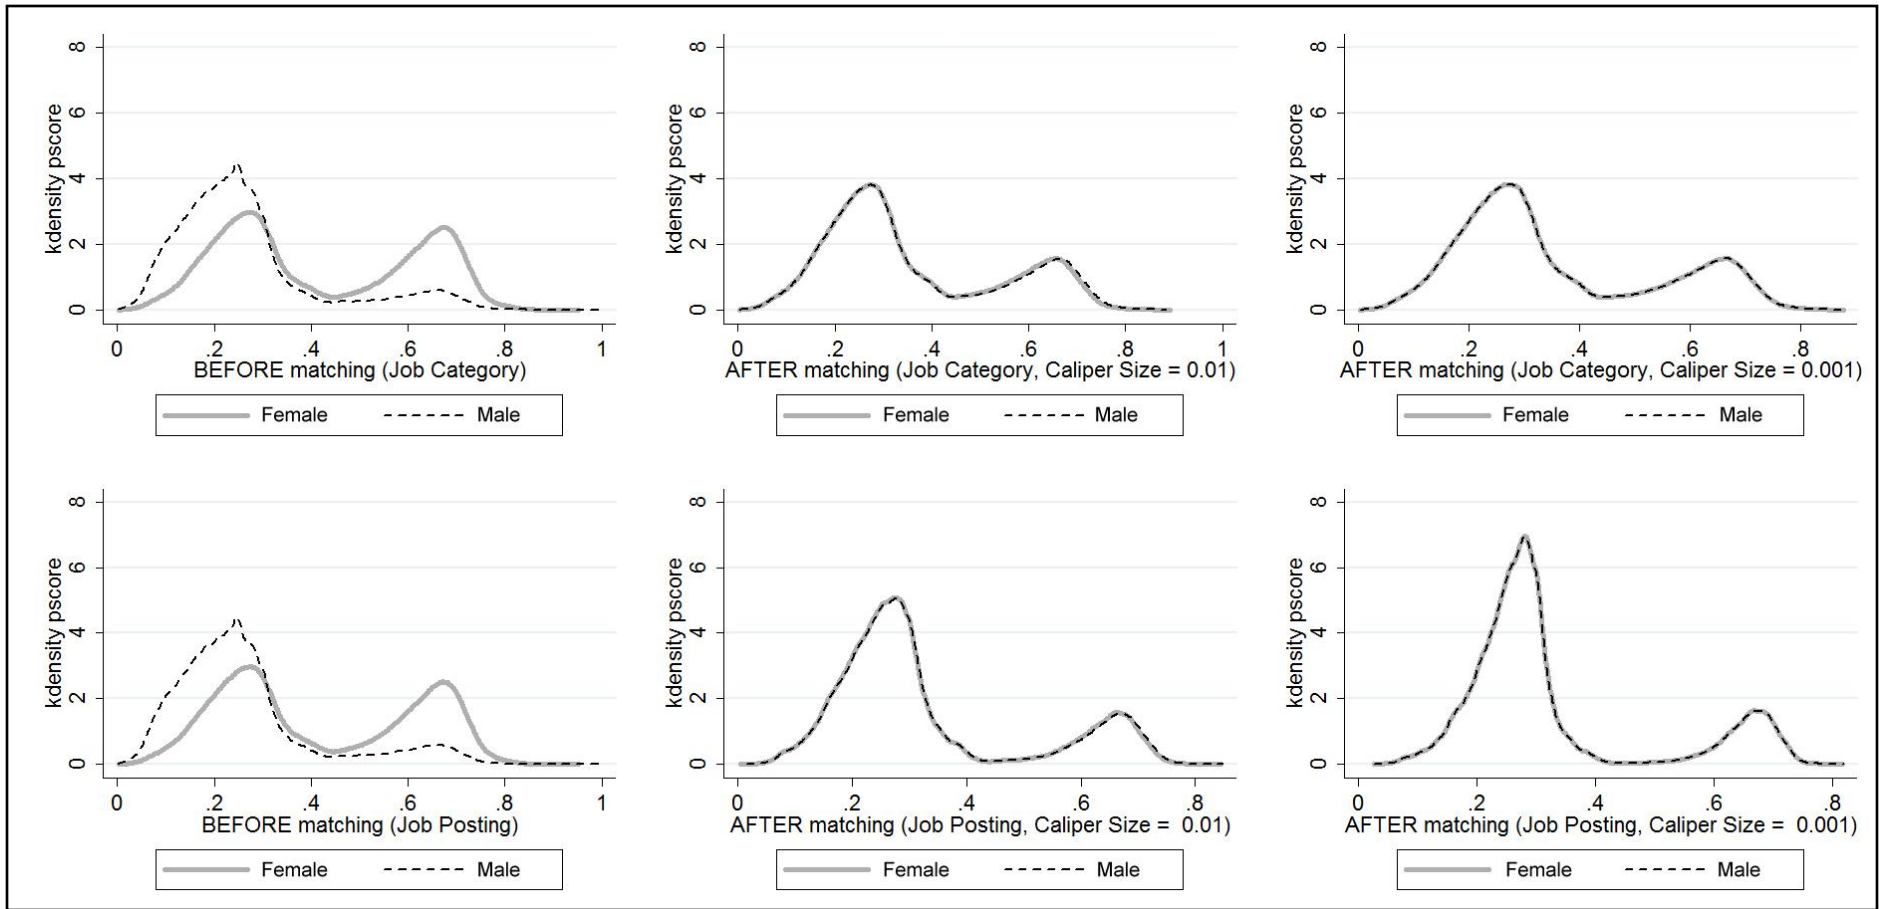 8
6
4
2
0
kdensity pscore
0 .2 .4 .6 .8 1
BEFORE matching (Job Category)
Female Male
8
6
4
2
0
kdensity pscore
0 .2 .4 .6 .8 1
AFTER matching (Job Category, Caliper Size = 0.01)
Female Male
8
6
4
2
0
kdensity pscore
0 .2 .4 .6 .8
AFTER matching (Job Category, Caliper Size = 0.001)
Female Male
8
6
4
2
0
kdensity pscore
0 .2 .4 .6 .8 1
BEFORE matching (Job Posting)
Female Male
8
6
4
2
0
kdensity pscore
0 .2 .4 .6 .8
AFTER matching (Job Posting, Caliper Size = 0.01)
Female Male
8
6
4
2
0
kdensity pscore
0 .2 .4 .6 .8
AFTER matching (Job Posting, Caliper Size = 0.001)
Female Male